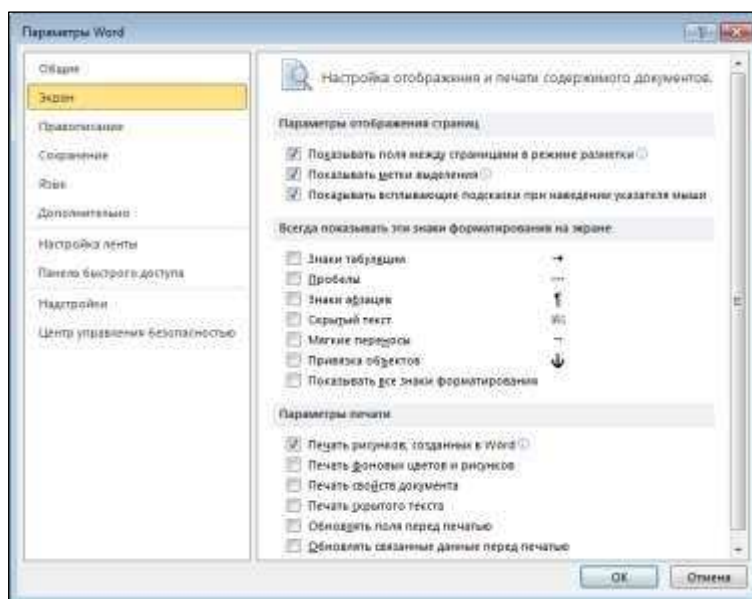 Параметры Word
Общие
Экран
Правописание
Сохранение
Язык
Дополнительно
Настройка ленты
Панель быстрого доступа
Надстройки
Центр управления безопасностью
Настройка отображения и печати содержимого документов.
Параметры отображения страниц
Показывать поля между страницами в режиме разметки
Показывать метки выделения
Показывать всплывающие подсказки при наведении указателя мыши
Всегда показывать эти знаки форматирования на экране
Знаки табуляции →
Пробелы ···
Знаки абзацев ¶
Скрытый текст
Мягкие переносы ¬
Привязка объектов
Показывать все знаки форматирования
Параметры печати
Печать рисунков, созданных в Word
Печать фоновых цветов и рисунков
Печать свойств документа
Печать скрытого текста
Обновлять поля перед печатью
Обновлять связанные данные перед печатью
ОК Отмена